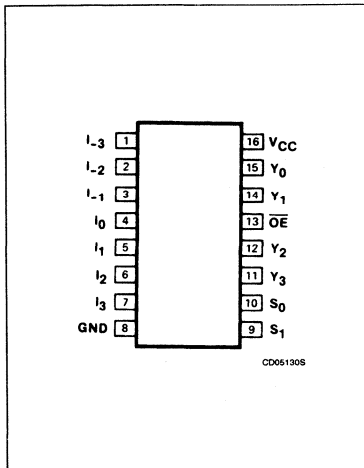 I-3 1 16 VCC
I-2 2 15 Y0
I-1 3 14 Y1
I0 4 13 OE
I1 5 12 Y2
I2 6 11 Y3
I3 7 10 S0
GND 8 9 S1
CD05130S